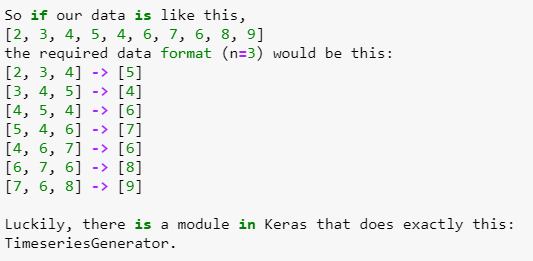 So if our data is like this,
[2, 3, 4, 5, 4, 6, 7, 6, 8, 9]
the required data format (n=3) would be this:
[2, 3, 4] -> [5]
[3, 4, 5] -> [4]
[4, 5, 4] -> [6]
[5, 4, 6] -> [7]
[4, 6, 7] -> [6]
[6, 7, 6] -> [8]
[7, 6, 8] -> [9]
Luckily, there is a module in Keras that does exactly this:
TimeseriesGenerator.